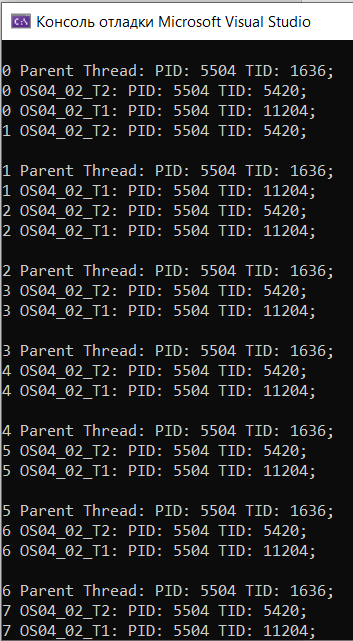 C:\
Консоль отладки Microsoft Visual Studio
0 Parent Thread: PID: 5504 TID: 1636;
0 OS04_02_T2: PID: 5504 TID: 5420;
0 OS04_02_T1: PID: 5504 TID: 11204;
1 OS04_02_T2: PID: 5504 TID: 5420;
1 Parent Thread: PID: 5504 TID: 1636;
1 OS04_02_T1: PID: 5504 TID: 11204;
2 OS04_02_T2: PID: 5504 TID: 5420;
2 OS04_02_T1: PID: 5504 TID: 11204;
2 Parent Thread: PID: 5504 TID: 1636;
3 OS04_02_T2: PID: 5504 TID: 5420;
3 OS04_02_T1: PID: 5504 TID: 11204;
3 Parent Thread: PID: 5504 TID: 1636;
4 OS04_02_T2: PID: 5504 TID: 5420;
4 OS04_02_T1: PID: 5504 TID: 11204;
4 Parent Thread: PID: 5504 TID: 1636;
5 OS04_02_T2: PID: 5504 TID: 5420;
5 OS04_02_T1: PID: 5504 TID: 11204;
5 Parent Thread: PID: 5504 TID: 1636;
6 OS04_02_T2: PID: 5504 TID: 5420;
6 OS04_02_T1: PID: 5504 TID: 11204;
6 Parent Thread: PID: 5504 TID: 1636;
7 OS04_02_T2: PID: 5504 TID: 5420;
7 OS04_02_T1: PID: 5504 TID: 11204;